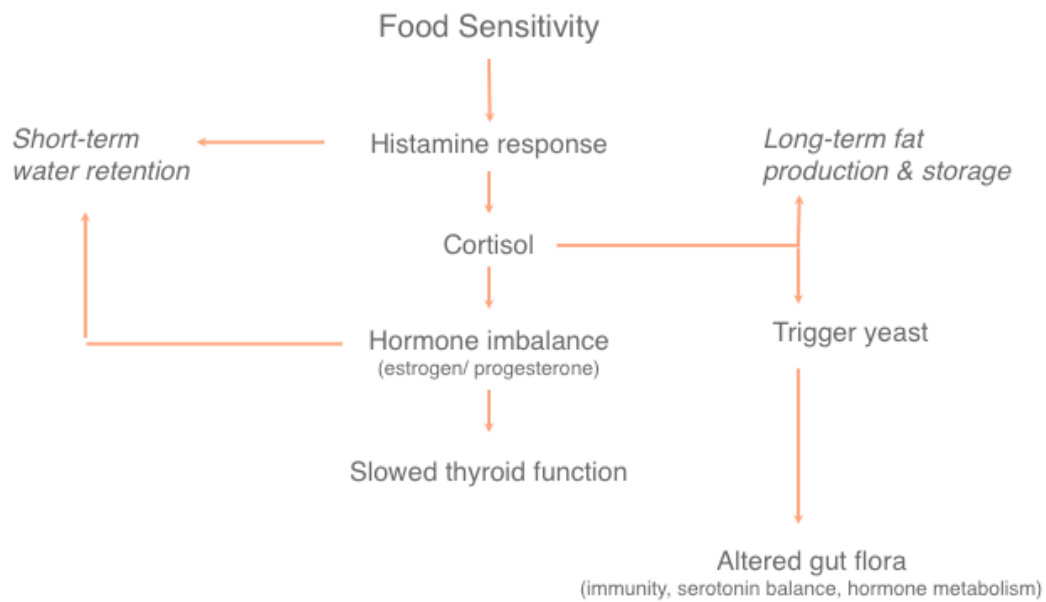 Food Sensitivity
Short-term
water retention
Histamine response
Long-term fat
production & storage
Cortisol
Hormone imbalance
(estrogen/ progesterone)
Trigger yeast
Slowed thyroid function
Altered gut flora
(immunity, serotonin balance, hormone metabolism)